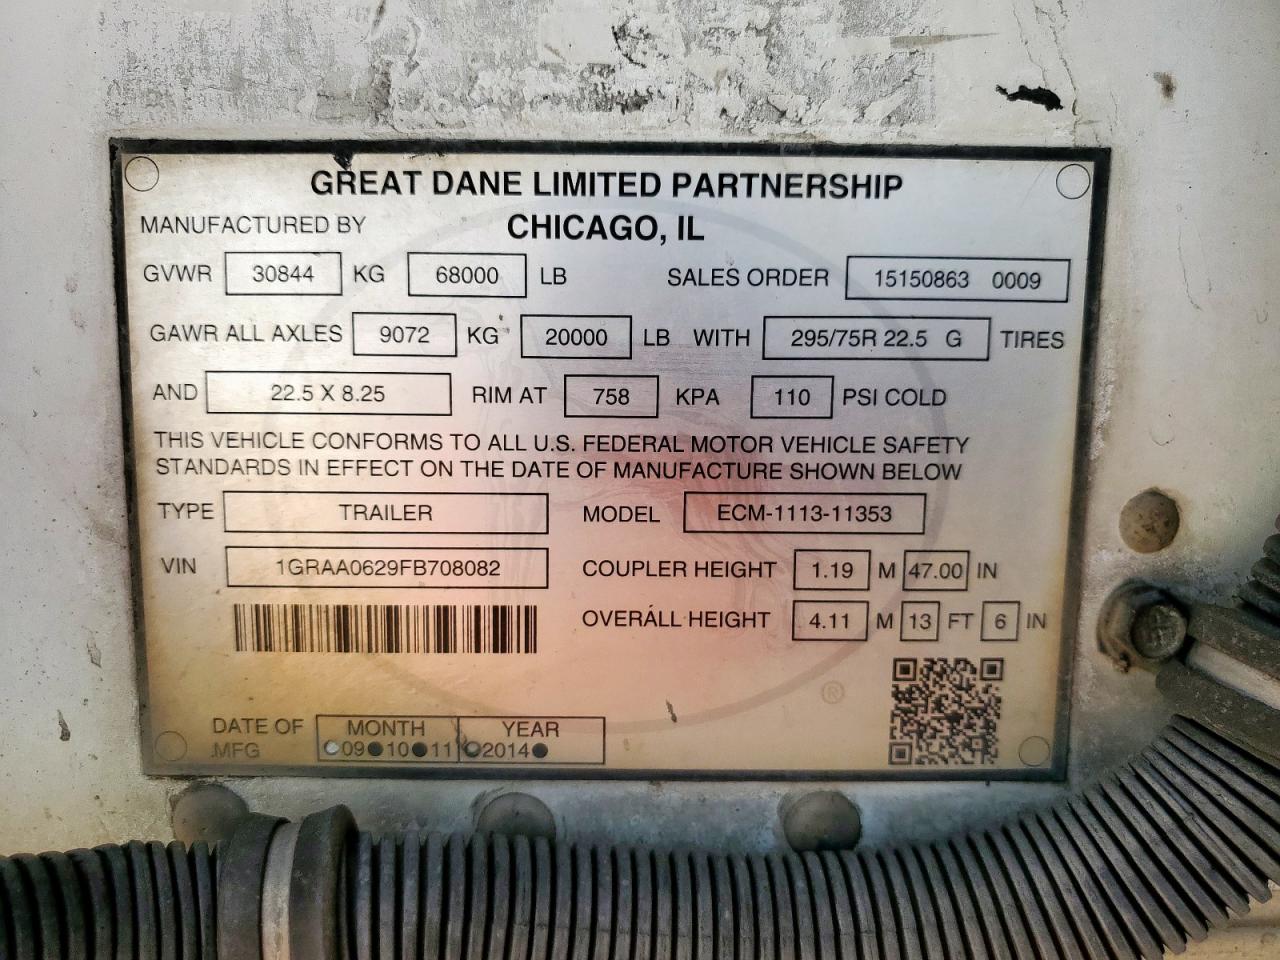 GREAT DANE LIMITED PARTNERSHIP
MANUFACTURED BY CHICAGO, IL
GVWR 30844 KG 68000 LB SALES ORDER 15150863 0009
GAWR ALL AXLES 9072 KG 20000 LB WITH 295/75R 22.5 G TIRES
AND 22.5 X 8.25 RIM AT 758 KPA 110 PSI COLD
THIS VEHICLE CONFORMS TO ALL U.S. FEDERAL MOTOR VEHICLE SAFETY
STANDARDS IN EFFECT ON THE DATE OF MANUFACTURE SHOWN BELOW
TYPE TRAILER MODEL ECM-1113-11353
VIN 1GRAA0629FB708082 COUPLER HEIGHT 1.19 M 47.00 IN
OVERALL HEIGHT 4.11 M 13 FT 6 IN
®
DATE OF MONTH YEAR
MFG 09 10 11 2014